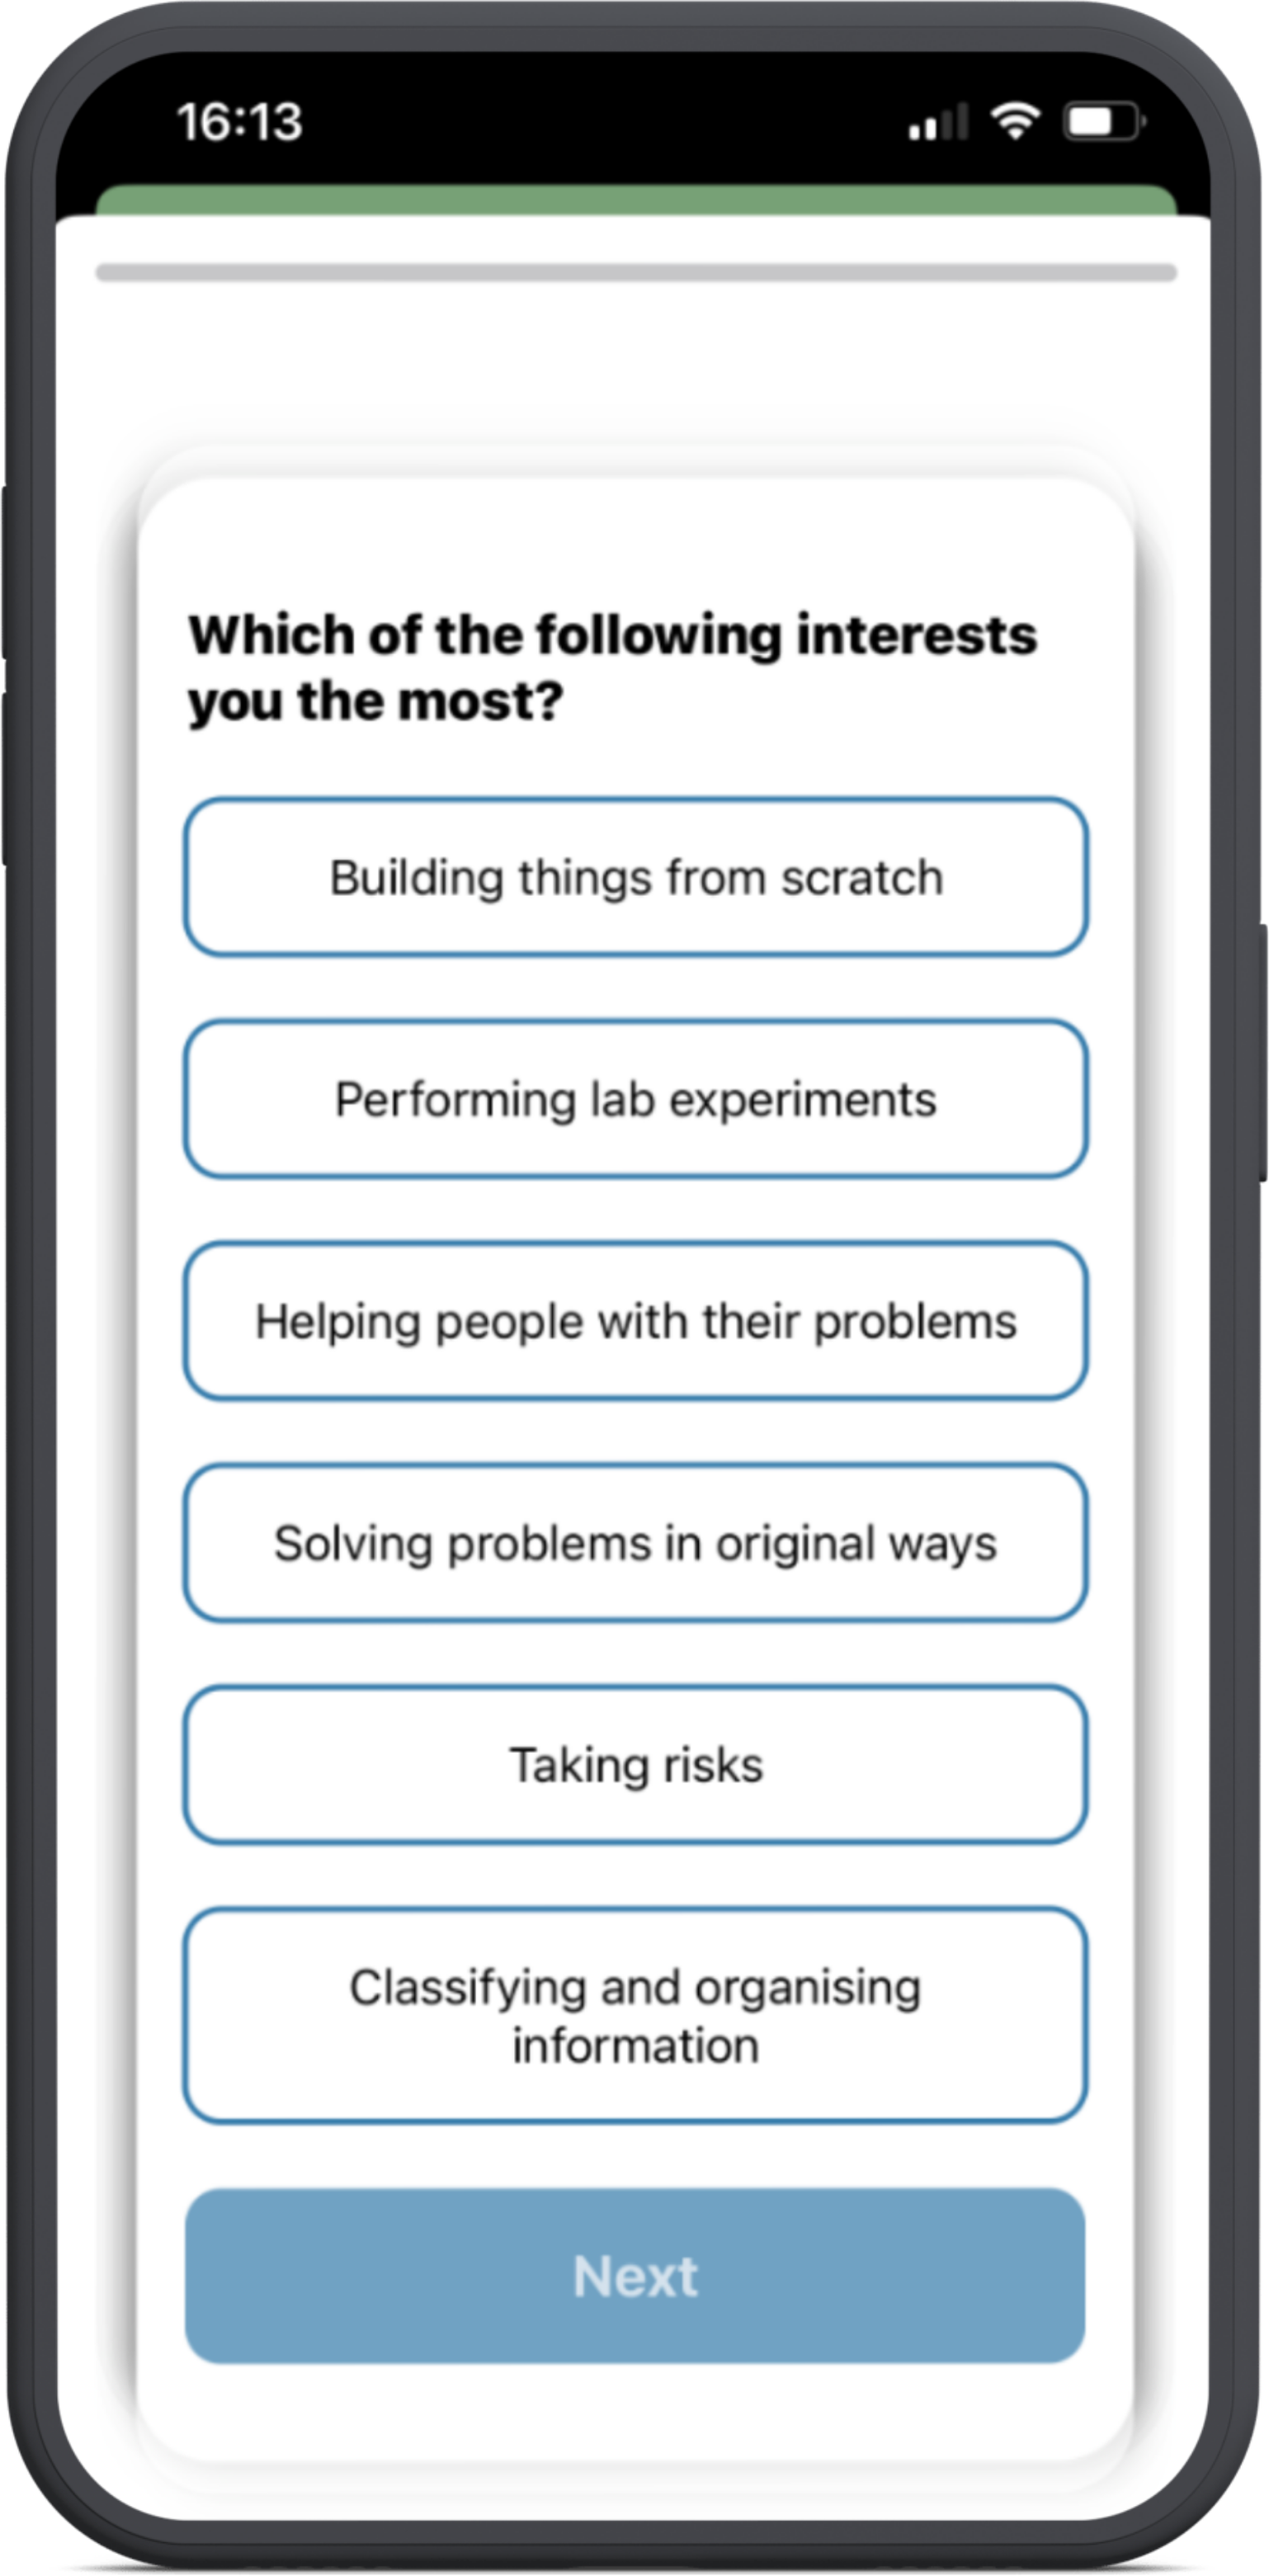 16:13
Which of the following interests
you the most?
Building things from scratch
Performing lab experiments
Helping people with their problems
Solving problems in original ways
Taking risks
Classifying and organising
information
Next